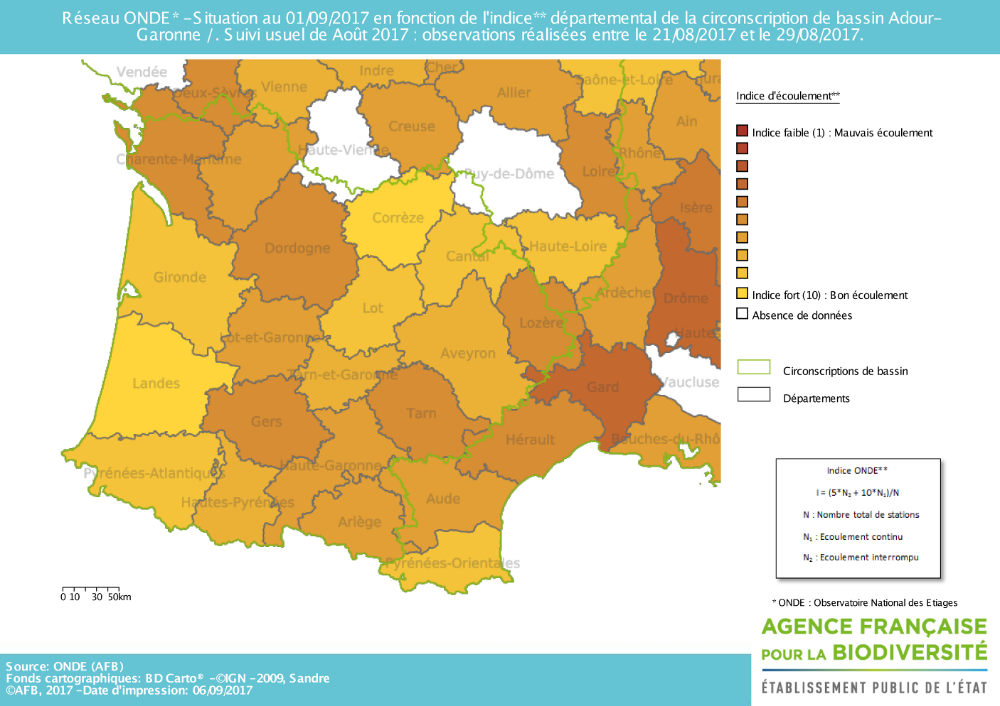 Réseau ONDE* -Situation au 01/09/2017 en fonction de l'indice** départemental de la circonscription de bassin Adour-
Garonne /. Suivi usuel de Août 2017 : observations réalisées entre le 21/08/2017 et le 29/08/2017.
Vendée
Deux-Sèvres
Vienne
Indre
Cher
Allier
Saône-et-Loire
Jura
Ain
Creuse
Haute-Vienne
Charente-Maritime
Puy-de-Dôme
Loire
Rhône
Isère
Corrèze
Dordogne
Cantal
Haute-Loire
Gironde
Ardèche
Drôme
Lot
Lozère
Haute
Lot-et-Garonne
Aveyron
Tarn-et-Garonne
Landes
Gard
Vaucluse
Gers
Tarn
Hérault
Bouches-du-Rhô
Pyrénées-Atlantiques
Haute-Garonne
Hautes-Pyrénées
Aude
Ariège
Pyrénées-Orientales
0 10 30 50km
Indice d'écoulement**
Indice faible (1) : Mauvais écoulement
Indice fort (10) : Bon écoulement
Absence de données
Circonscriptions de bassin
Départements
Indice ONDE**
I = (5*N₂ + 10*N₁)/N
N : Nombre total de stations
N₁ : Ecoulement continu
N₂ : Ecoulement interrompu
* ONDE : Observatoire National des Etiages
AGENCE FRANÇAISE
POUR LA BIODIVERSITÉ
ÉTABLISSEMENT PUBLIC DE L'ÉTAT
Source: ONDE (AFB)
Fonds cartographiques: BD Carto® -©IGN -2009, Sandre
©AFB, 2017 -Date d'impression: 06/09/2017